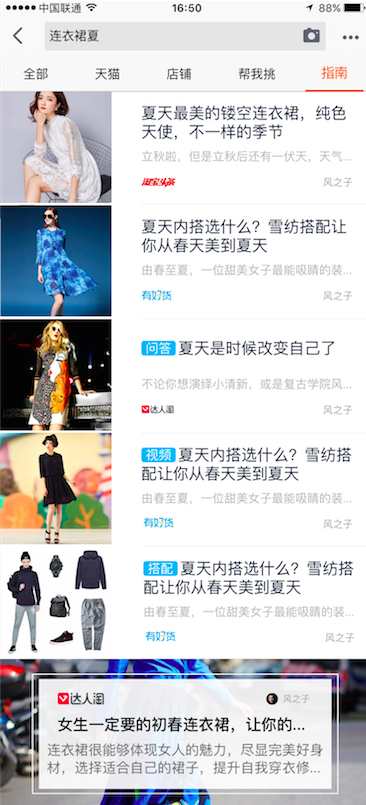 中国联通 16:50 88%
连衣裙夏
全部 天猫 店铺 帮我挑 指南
夏天最美的镂空连衣裙，纯色
天使，不一样的季节
立秋啦，但是立秋后还有一伏天，天气...
淘宝头条 风之子
夏天内搭选什么？雪纺搭配让
你从春天美到夏天
由春至夏，一位甜美女子最能吸睛的装...
有好货 风之子
问答 夏天是时候改变自己了
不论你想演绎小清新，或是复古学院风...
达人淘 风之子
视频 夏天内搭选什么？雪纺搭
配让你从春天美到夏天
由春至夏，一位甜美女子最能吸睛的装...
有好货 风之子
搭配 夏天内搭选什么？雪纺搭
配让你从春天美到夏天
由春至夏，一位甜美女子最能吸睛的装...
有好货 风之子
达人淘 风之子
女生一定要的初春连衣裙，让你的...
连衣裙很能够体现女人的魅力，尽显完美好身
材，选择适合自己的裙子，提升自我穿衣修...